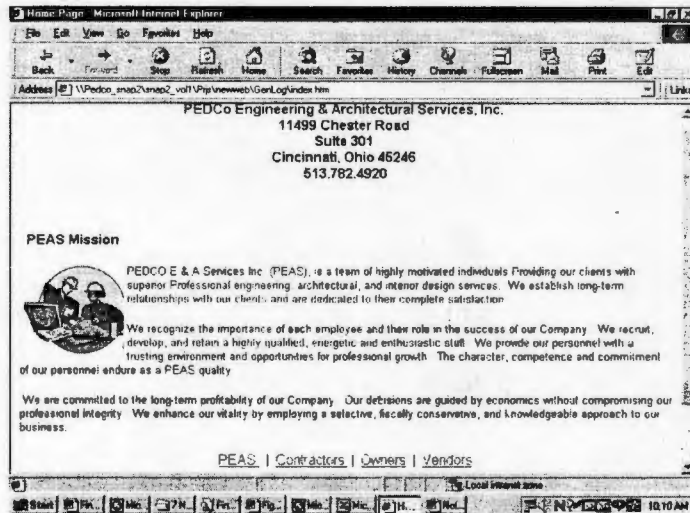 Home Page - Microsoft Internet Explorer
File Edit View Go Favorites Help
Back Forward Stop Refresh Home Search Favorites History Channels Fullscreen Mail Print Edit
Address \\Pedco_snap2\snap2_vol1\Prjs\newweb\GenLog\index.htm Links
PEDCo Engineering & Architectural Services, Inc.
11499 Chester Road
Suite 301
Cincinnati, Ohio 45246
513.782.4920
PEAS Mission
PEDCO E & A Services Inc. (PEAS), is a team of highly motivated individuals Providing our clients with
superior Professional engineering, architectural, and interior design services. We establish long-term
relationships with our clients and are dedicated to their complete satisfaction.
We recognize the importance of each employee and their role in the success of our Company. We recruit,
develop, and retain a highly qualified, energetic and enthusiastic staff. We provide our personnel with a
trusting environment and opportunities for professional growth. The character, competence and commitment
of our personnel endure as a PEAS quality.
We are committed to the long-term profitability of our Company. Our decisions are guided by economics without compromising our
professional integrity. We enhance our vitality by employing a selective, fiscally conservative, and knowledgeable approach to our
business.
PEAS | Contractors | Owners | Vendors
Local intranet zone
Start Fin... Mic... 7 N... Fin... Fig... Mic... Mic... H... Not... 10:10 AM